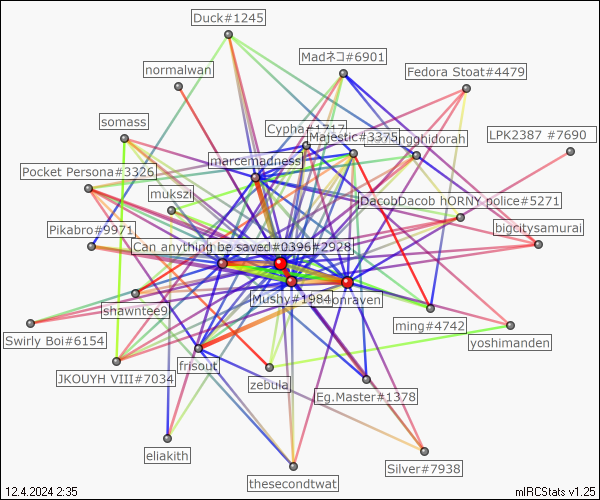 Duck#1245
Madネコ#6901
normalwan
Fedora Stoat#4479
somass
Cypha#1717
Majestic#3375
LPK2387 #7690
marcemadness
Pocket Persona#3326
mukszi
DacobDacob hORNY police#5271
Pikabro#9971
bigcitysamurai
Can anything be saved#0396#2928
Mushy#1984
onraven
shawntee9
ming#4742
Swirly Boi#6154
yoshimanden
frisout
JKOUYH VIII#7034
zebula
Eg.Master#1378
eliakith
Silver#7938
thesecondtwat
12.4.2024 2:35
mIRCStats v1.25